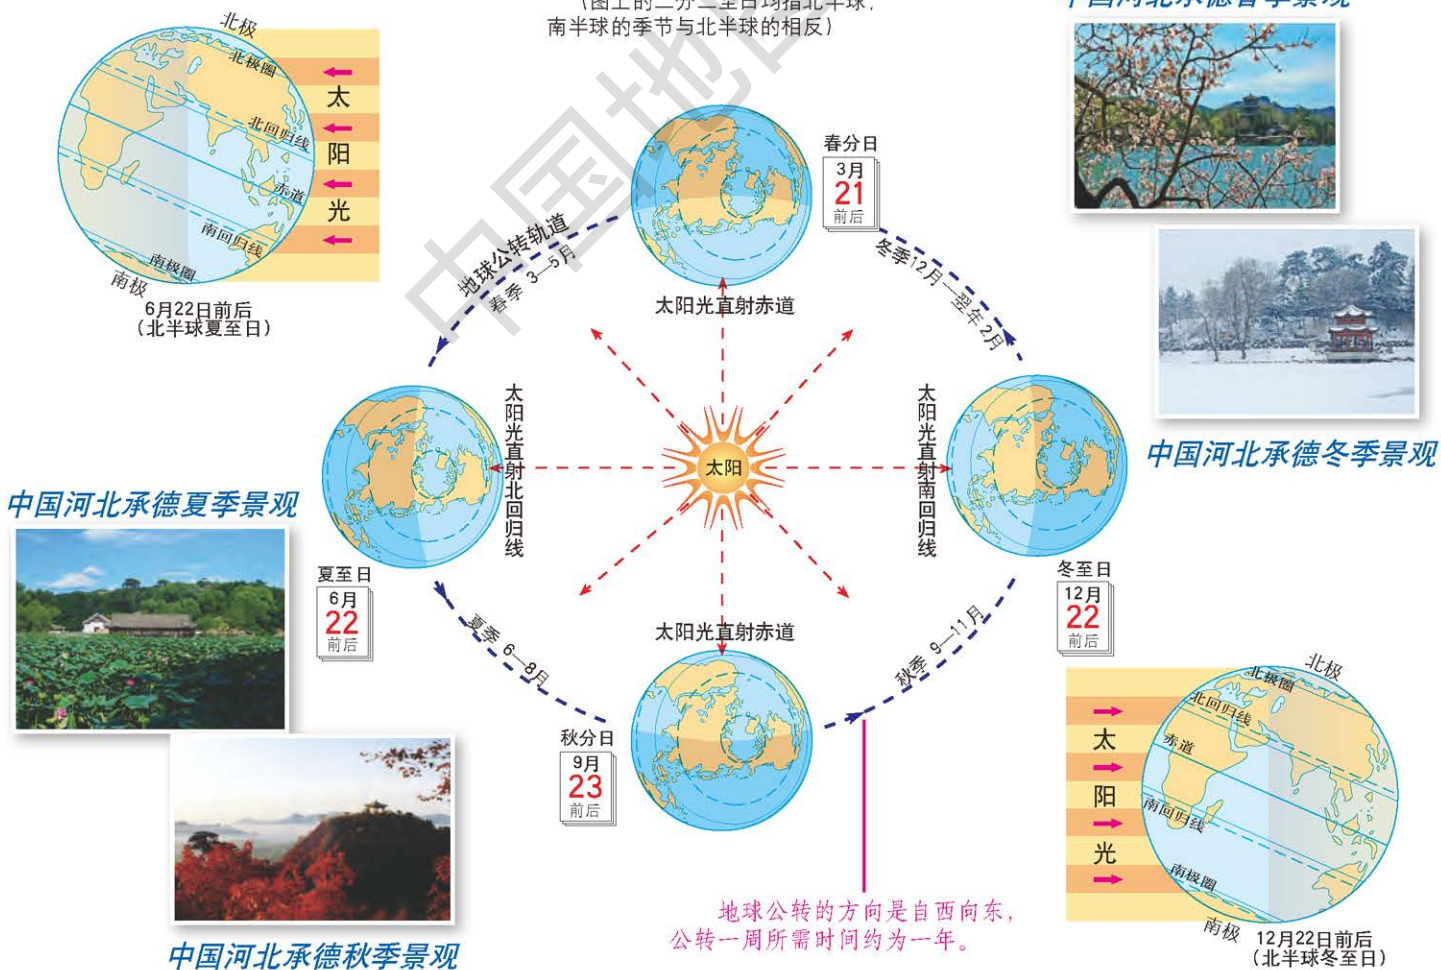 (图上的二分二至日均指北半球，
南半球的季节与北半球的相反)
中国河北承德春季景观
北极
北极圈
北回归线
赤道
南回归线
南极圈
南极
太
阳
光
6月22日前后
(北半球夏至日)
春分日
3月
21
前后
太阳光直射赤道
地球公转轨道
春季 3—5月
冬季12月—翌年2月
太阳光直射北回归线
太阳
太阳光直射南回归线
中国河北承德冬季景观
中国河北承德夏季景观
夏至日
6月
22
前后
冬至日
12月
22
前后
夏季 6—8月
太阳光直射赤道
秋季 9—11月
秋分日
9月
23
前后
太
阳
光
北极
北极圈
北回归线
赤道
南回归线
南极圈
南极
12月22日前后
(北半球冬至日)
地球公转的方向是自西向东，
公转一周所需时间约为一年。
中国河北承德秋季景观
中国地图